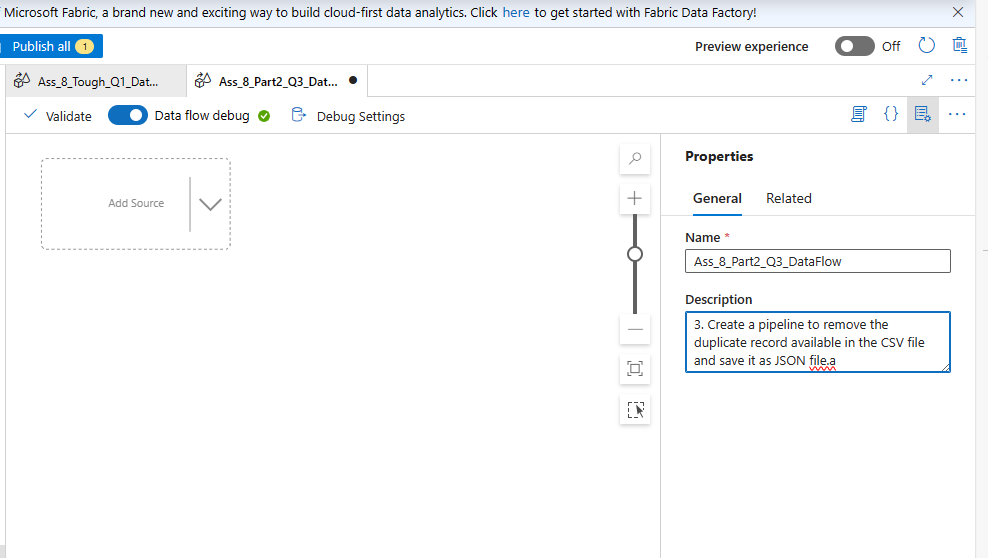 Microsoft Fabric, a brand new and exciting way to build cloud-first data analytics. Click here to get started with Fabric Data Factory!
Publish all 1
Preview experience Off
Ass_8_Tough_Q1_Dat... Ass_8_Part2_Q3_Dat...
Validate Data flow debug Debug Settings
Add Source
Properties
General Related
Name *
Ass_8_Part2_Q3_DataFlow
Description
3. Create a pipeline to remove the
duplicate record available in the CSV file
and save it as JSON file.a